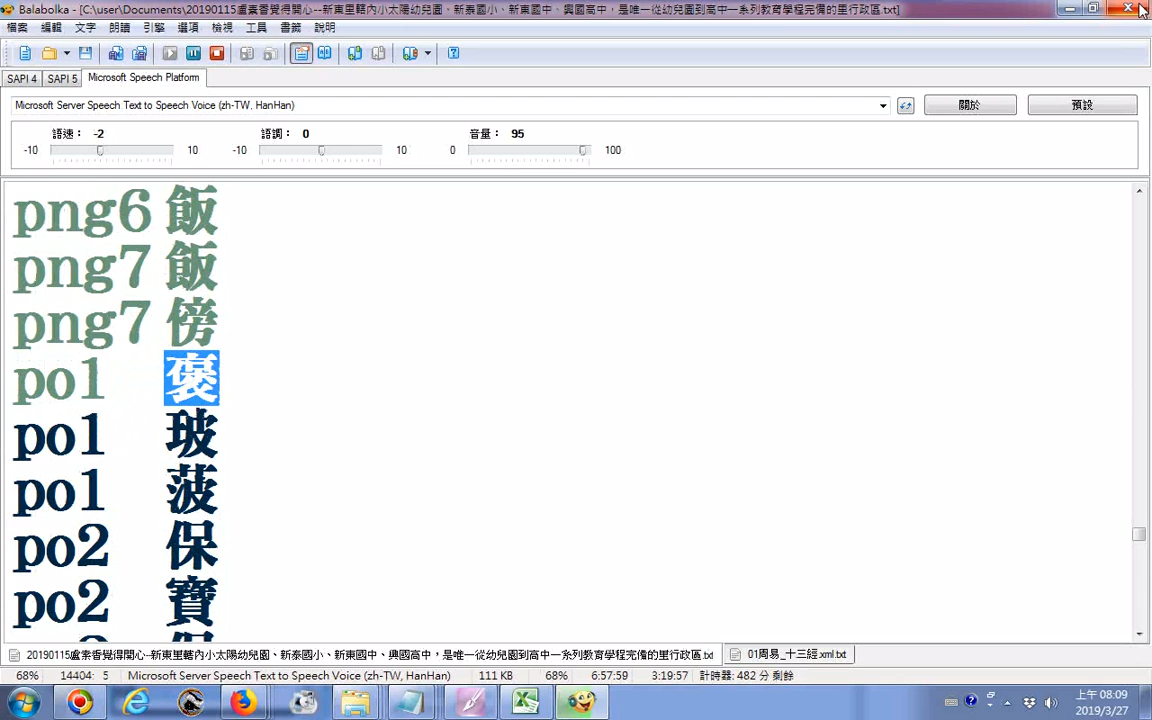 Balabolka - [C:\user\Documents\20190115盧索香覺得開心--新東里轄內小太陽幼兒園、新泰國小、新東國中、興國高中，是唯一從幼兒園到高中一系列教育學程完備的里行政區.txt]
檔案 編輯 文字 朗讀 引擎 選項 檢視 工具 書籤 說明
SAPI 4 SAPI 5 Microsoft Speech Platform
Microsoft Server Speech Text to Speech Voice (zh-TW, HanHan) 關於 預設
語速： -2 語調： 0 音量： 95
-10 10 -10 10 0 100
png6 飯
png7 飯
png7 傍
po1 褒
po1 玻
po1 菠
po2 保
po2 寶
20190115盧索香覺得開心--新東里轄內小太陽幼兒園、新泰國小、新東國中、興國高中，是唯一從幼兒園到高中一系列教育學程完備的里行政區.txt 01周易_十三經.xml.txt
68% 14404: 5 Microsoft Server Speech Text to Speech Voice (zh-TW, HanHan) 111 KB 68% 6:57:59 3:19:57 計時器: 482 分 剩餘
上午 08:09
2019/3/27